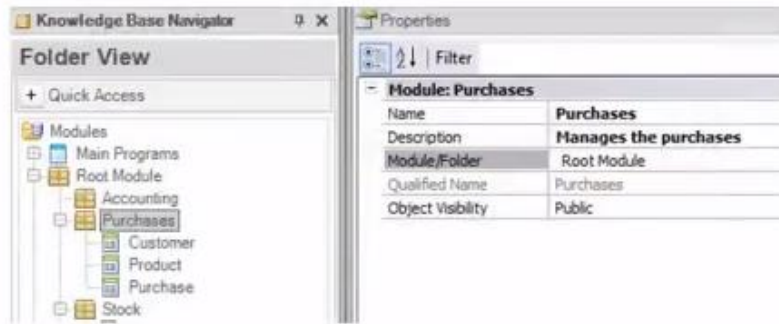 Knowledge Base Navigator
Folder View
+ Quick Access
Modules
Main Programs
Root Module
Accounting
Purchases
Customer
Product
Purchase
Stock
Properties
Filter
Module: Purchases
Name Purchases
Description Manages the purchases
Module/Folder Root Module
Qualified Name Purchases
Object Visibility Public